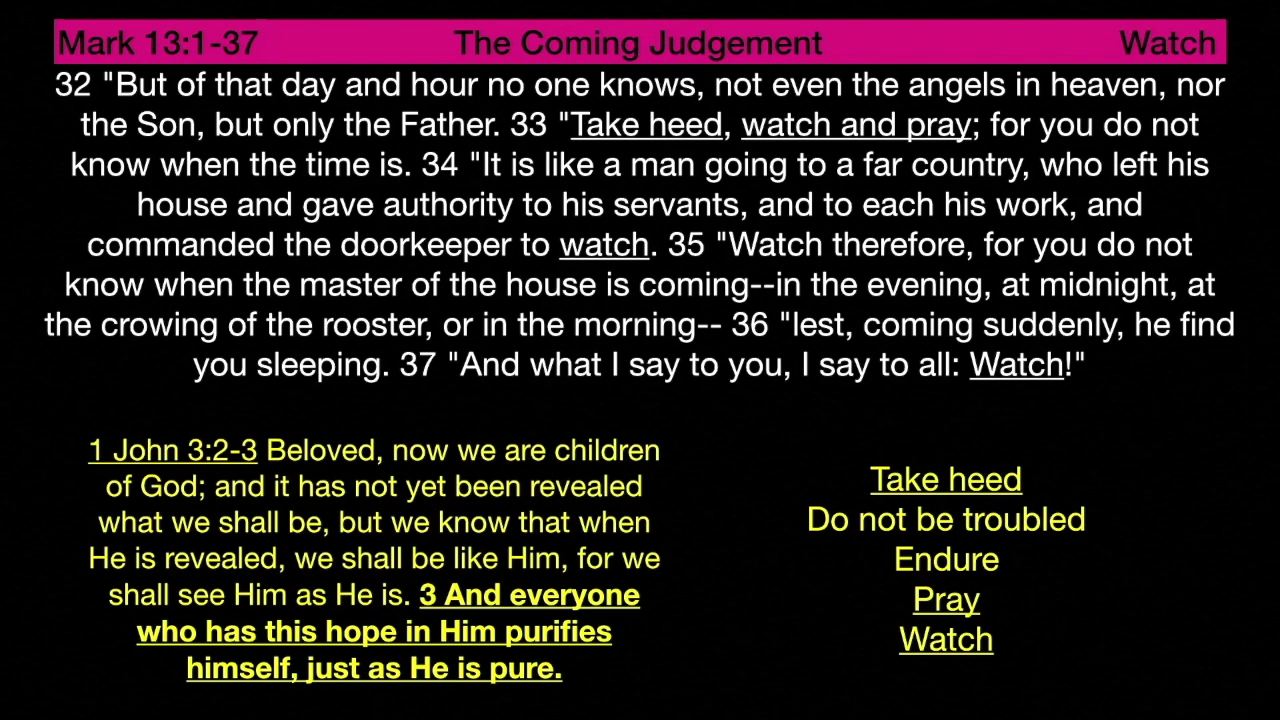 Mark 13:1-37 The Coming Judgement Watch
32 "But of that day and hour no one knows, not even the angels in heaven, nor
the Son, but only the Father. 33 "Take heed, watch and pray; for you do not
know when the time is. 34 "It is like a man going to a far country, who left his
house and gave authority to his servants, and to each his work, and
commanded the doorkeeper to watch. 35 "Watch therefore, for you do not
know when the master of the house is coming--in the evening, at midnight, at
the crowing of the rooster, or in the morning-- 36 "lest, coming suddenly, he find
you sleeping. 37 "And what I say to you, I say to all: Watch!"
1 John 3:2-3 Beloved, now we are children
of God; and it has not yet been revealed
what we shall be, but we know that when
He is revealed, we shall be like Him, for we
shall see Him as He is. 3 And everyone
who has this hope in Him purifies
himself, just as He is pure.
Take heed
Do not be troubled
Endure
Pray
Watch